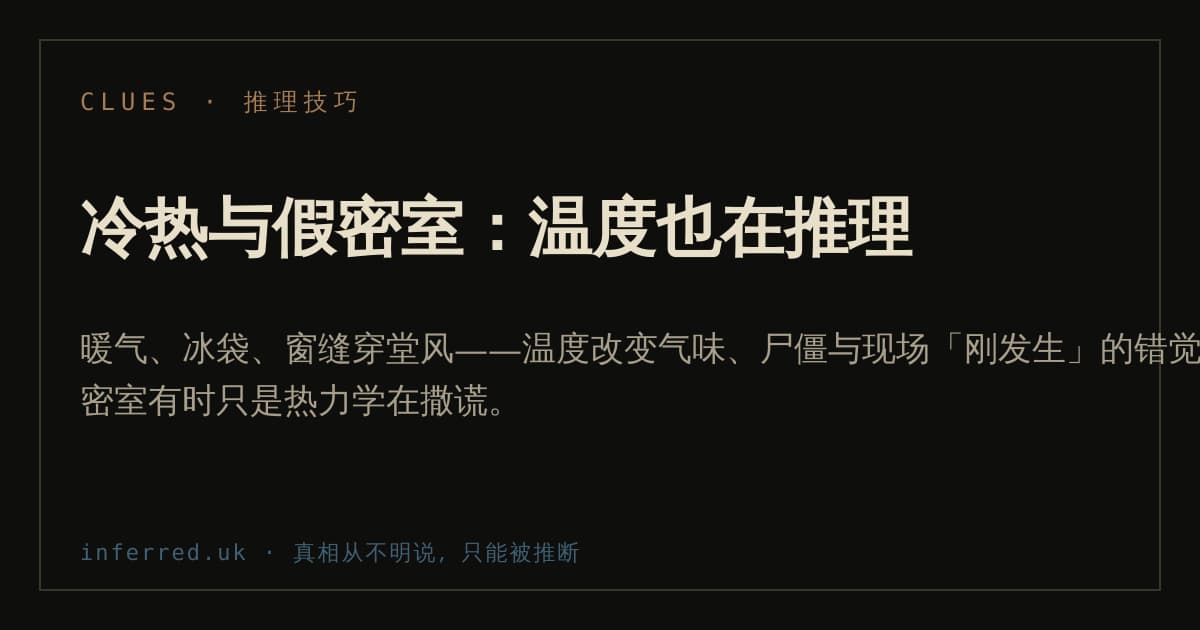 CLUES · 推理技巧
冷热与假密室：温度也在推理
暖气、冰袋、窗缝穿堂风——温度改变气味、尸僵与现场「刚发生」的错觉
密室有时只是热力学在撒谎。
inferred.uk · 真相从不明说, 只能被推断